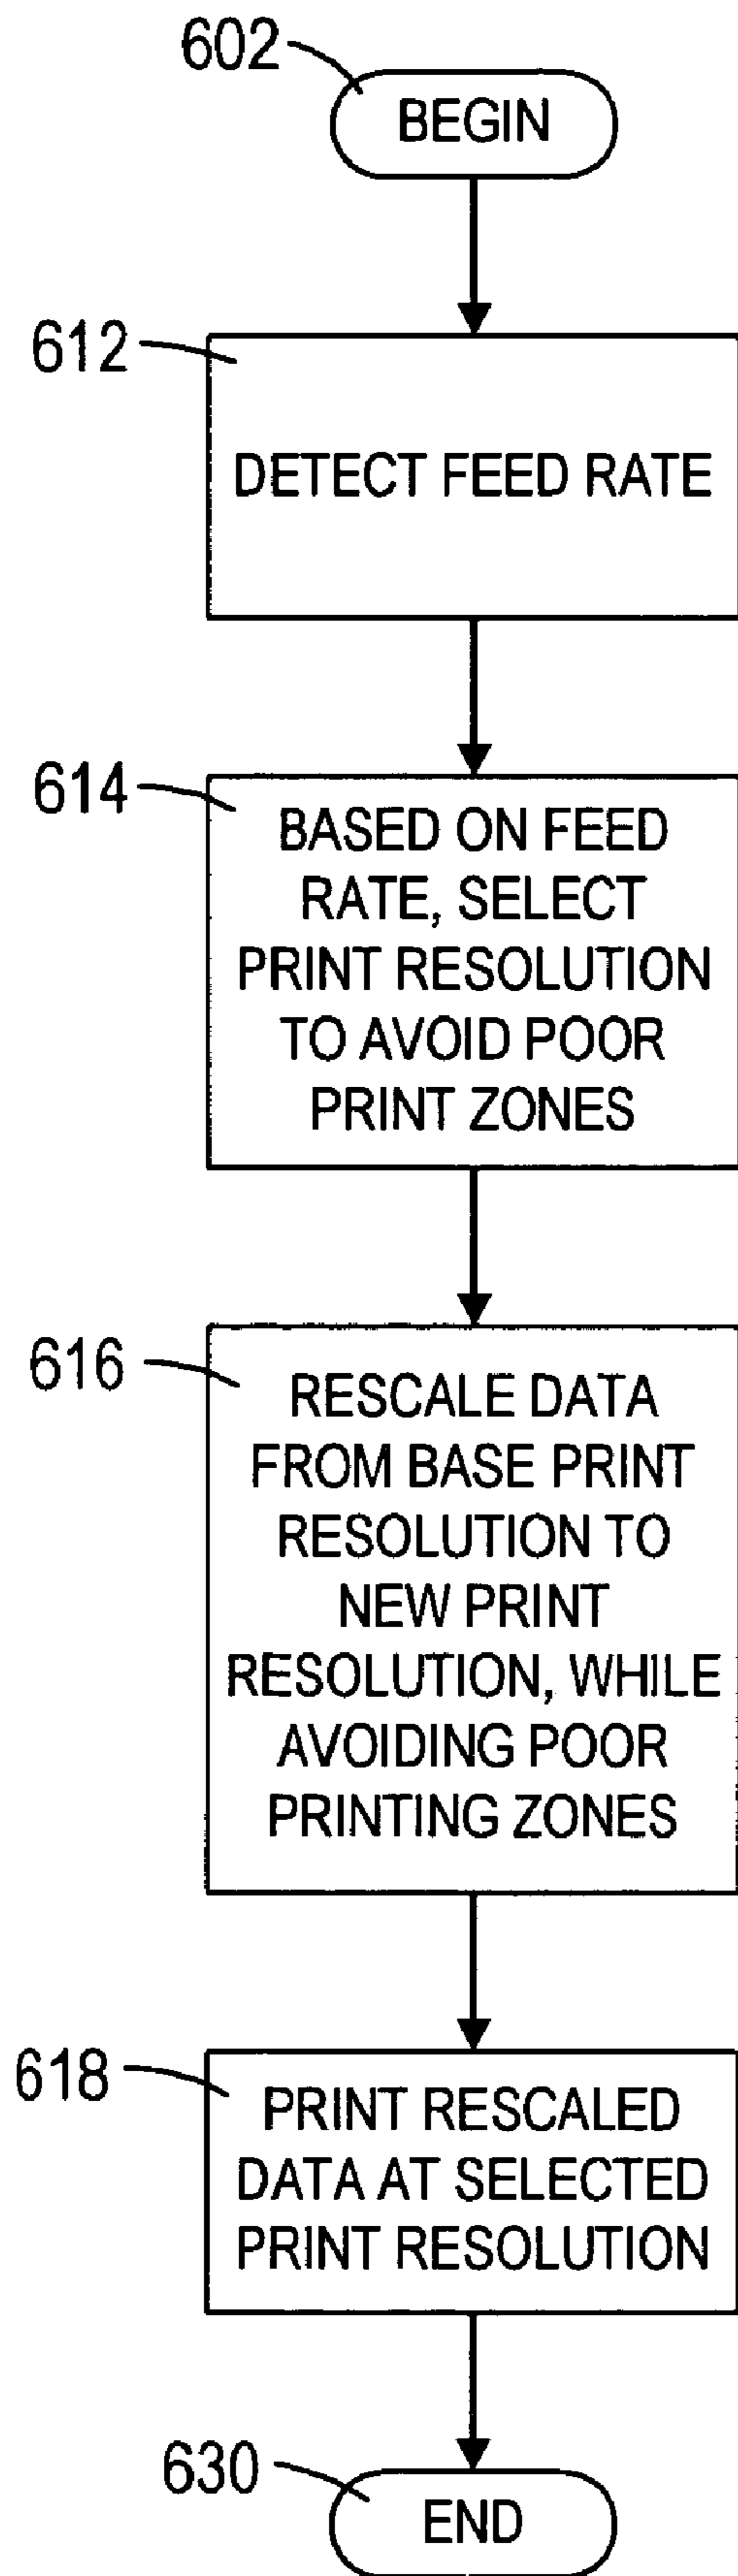 602
BEGIN
612
DETECT FEED RATE
614
BASED ON FEED
RATE, SELECT
PRINT RESOLUTION
TO AVOID POOR
PRINT ZONES
616
RESCALE DATA
FROM BASE PRINT
RESOLUTION TO
NEW PRINT
RESOLUTION, WHILE
AVOIDING POOR
PRINTING ZONES
618
PRINT RESCALED
DATA AT SELECTED
PRINT RESOLUTION
630
END